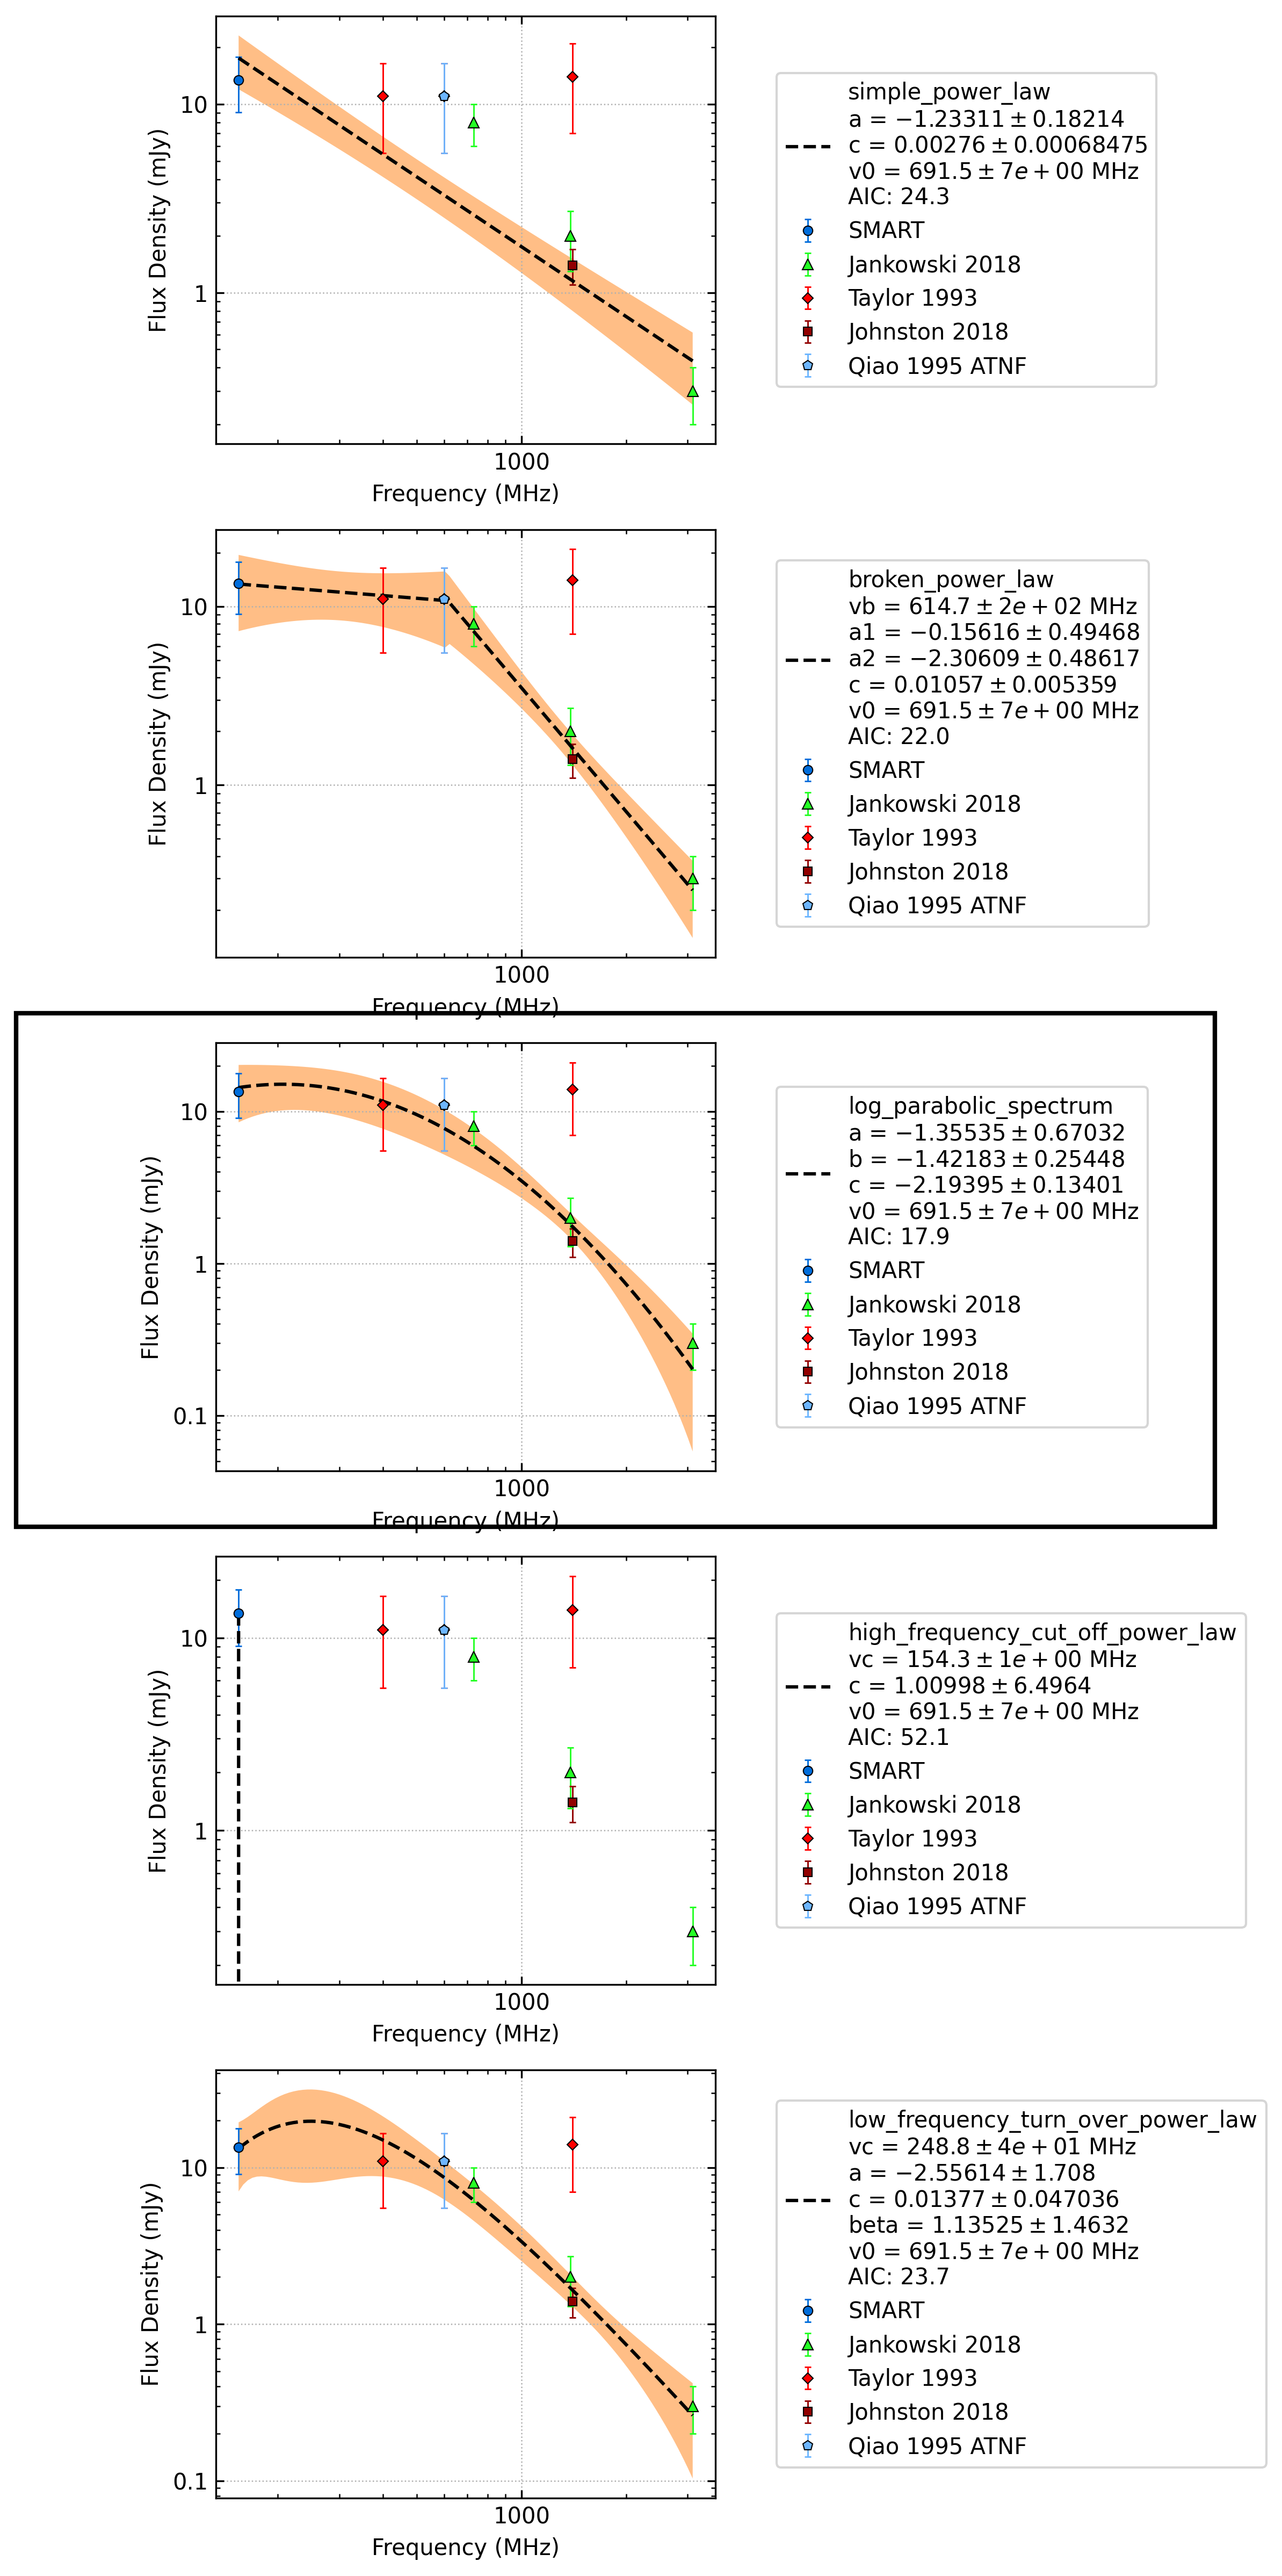 10
1
Flux Density (mJy)
1000
Frequency (MHz)
simple_power_law
a = −1.23311 ± 0.18214
c = 0.00276 ± 0.00068475
v0 = 691.5 ± 7e + 00 MHz
AIC: 24.3
SMART
Jankowski 2018
Taylor 1993
Johnston 2018
Qiao 1995 ATNF
10
1
Flux Density (mJy)
1000
Frequency (MHz)
broken_power_law
vb = 614.7 ± 2e + 02 MHz
a1 = −0.15616 ± 0.49468
a2 = −2.30609 ± 0.48617
c = 0.01057 ± 0.005359
v0 = 691.5 ± 7e + 00 MHz
AIC: 22.0
SMART
Jankowski 2018
Taylor 1993
Johnston 2018
Qiao 1995 ATNF
10
1
0.1
Flux Density (mJy)
1000
Frequency (MHz)
log_parabolic_spectrum
a = −1.35535 ± 0.67032
b = −1.42183 ± 0.25448
c = −2.19395 ± 0.13401
v0 = 691.5 ± 7e + 00 MHz
AIC: 17.9
SMART
Jankowski 2018
Taylor 1993
Johnston 2018
Qiao 1995 ATNF
10
1
Flux Density (mJy)
1000
Frequency (MHz)
high_frequency_cut_off_power_law
vc = 154.3 ± 1e + 00 MHz
c = 1.00998 ± 6.4964
v0 = 691.5 ± 7e + 00 MHz
AIC: 52.1
SMART
Jankowski 2018
Taylor 1993
Johnston 2018
Qiao 1995 ATNF
10
1
0.1
Flux Density (mJy)
1000
Frequency (MHz)
low_frequency_turn_over_power_law
vc = 248.8 ± 4e + 01 MHz
a = −2.55614 ± 1.708
c = 0.01377 ± 0.047036
beta = 1.13525 ± 1.4632
v0 = 691.5 ± 7e + 00 MHz
AIC: 23.7
SMART
Jankowski 2018
Taylor 1993
Johnston 2018
Qiao 1995 ATNF